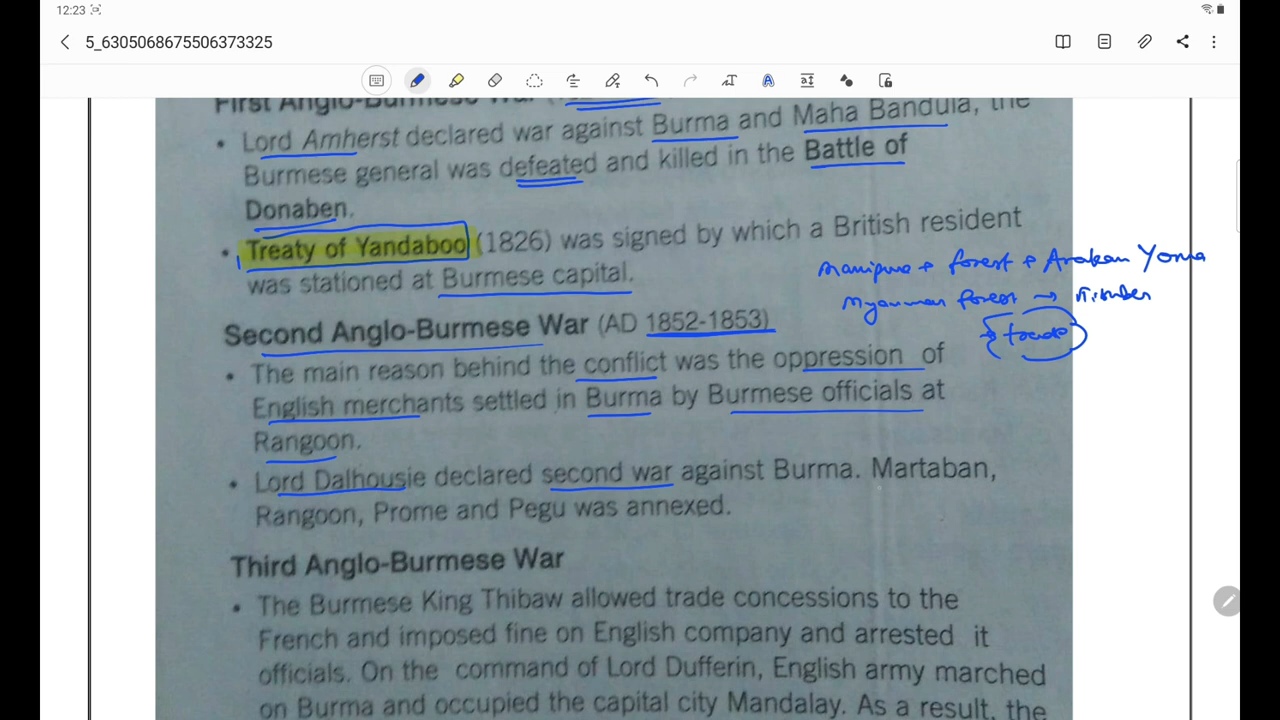 12:23
5_6305068675506373325
First Anglo-Burmese War
• Lord Amherst declared war against Burma and Maha Bandula, the
Burmese general was defeated and killed in the Battle of
Donaben.
• Treaty of Yandaboo (1826) was signed by which a British resident
was stationed at Burmese capital.
Manipur + forest + Arakan Yoma
Myanmar forest → Timber
→ trade
Second Anglo-Burmese War (AD 1852-1853)
• The main reason behind the conflict was the oppression of
English merchants settled in Burma by Burmese officials at
Rangoon.
• Lord Dalhousie declared second war against Burma. Martaban,
Rangoon, Prome and Pegu was annexed.
Third Anglo-Burmese War
• The Burmese King Thibaw allowed trade concessions to the
French and imposed fine on English company and arrested it
officials. On the command of Lord Dufferin, English army marched
on Burma and occupied the capital city Mandalay. As a result, the